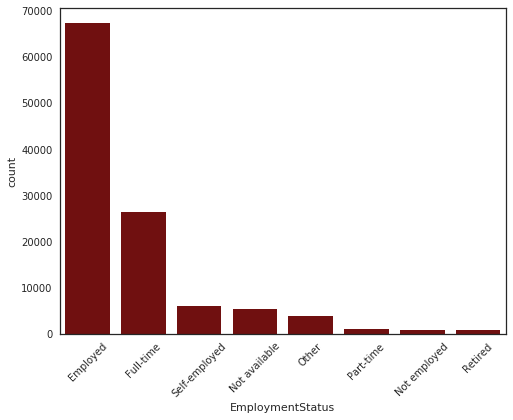 70000
60000
50000
40000
30000
20000
10000
0
count
Employed
Full-time
Self-employed
Not available
Other
Part-time
Not employed
Retired
EmploymentStatus